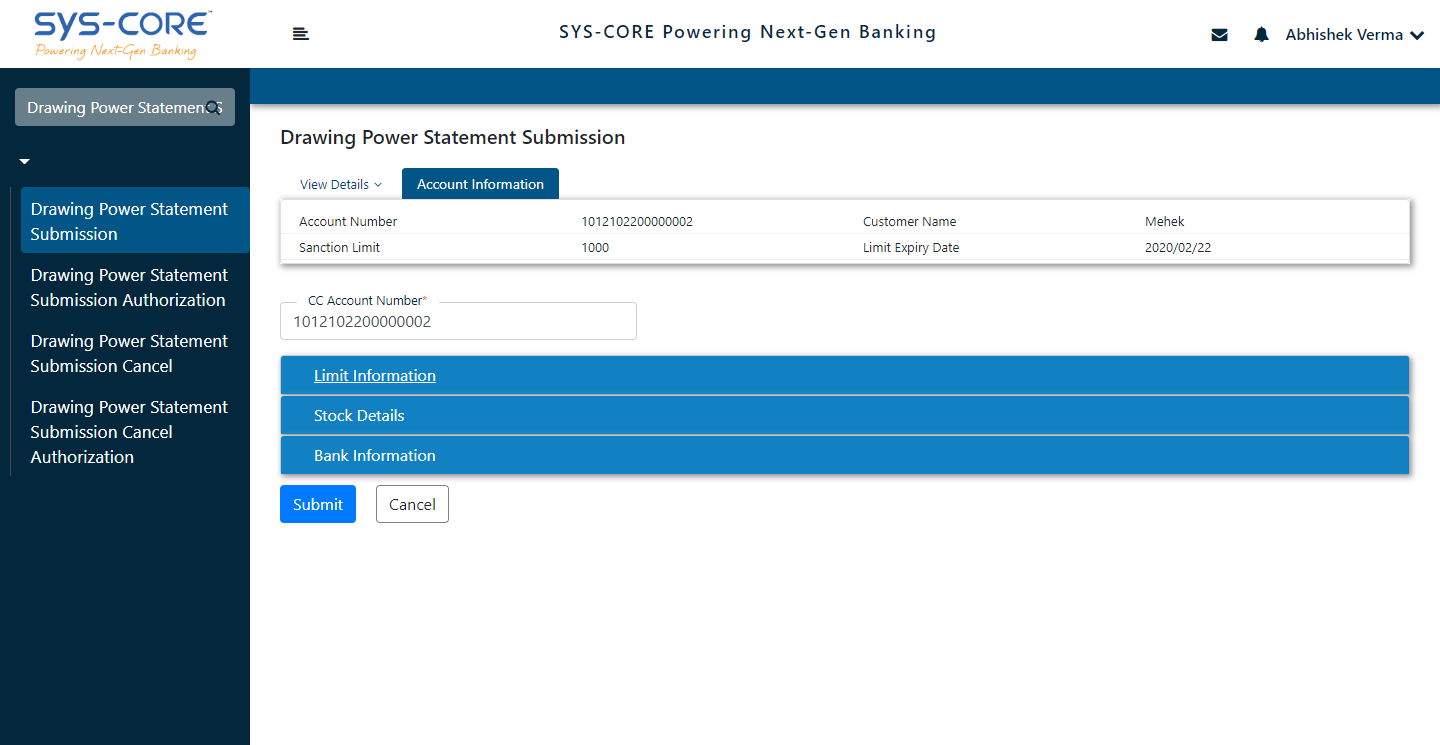 SYS-CORE™
Powering Next-Gen Banking
SYS-CORE Powering Next-Gen Banking
Abhishek Verma
Drawing Power Statement S
Drawing Power Statement
Submission
Drawing Power Statement
Submission Authorization
Drawing Power Statement
Submission Cancel
Drawing Power Statement
Submission Cancel
Authorization
Drawing Power Statement Submission
View Details
Account Information
Account Number 1012102200000002 Customer Name Mehek
Sanction Limit 1000 Limit Expiry Date 2020/02/22
CC Account Number*
1012102200000002
Limit Information
Stock Details
Bank Information
Submit Cancel